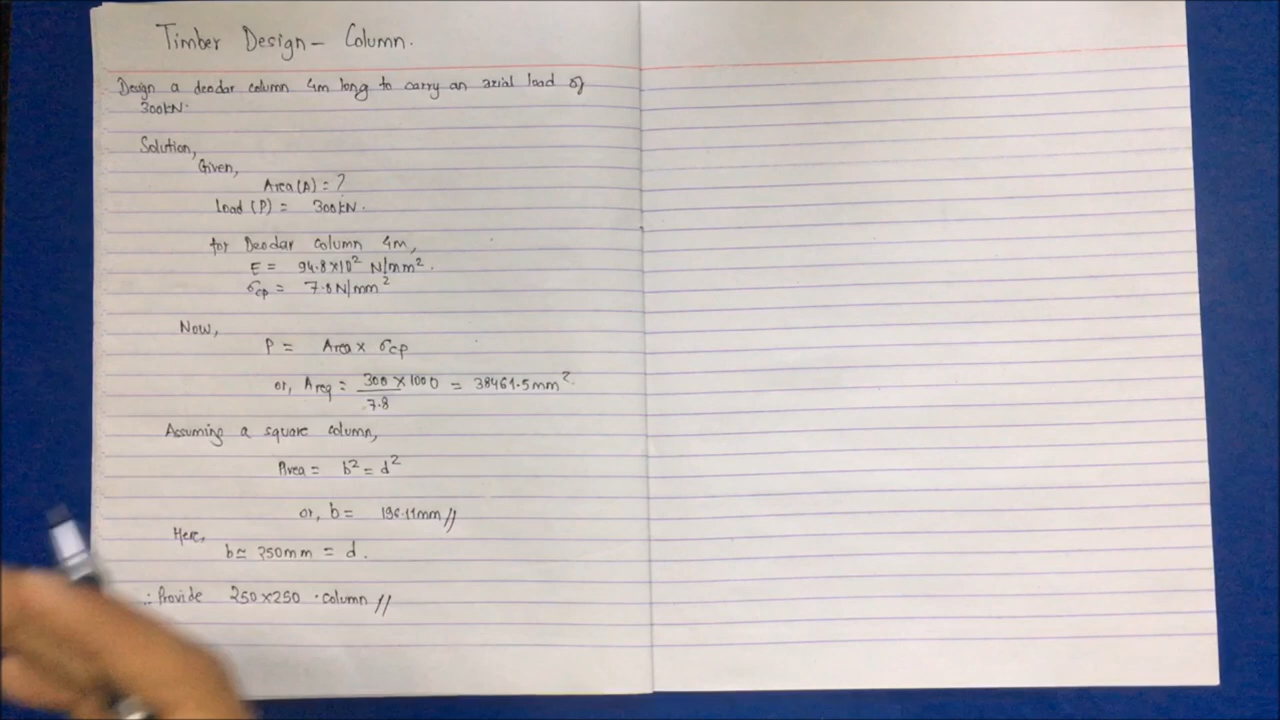 Timber Design - Column.
Design a deodar column 4m long to carry an axial load of
300kN.
Solution,
Given,
Area (A) = ?
Load (P) = 300kN.
for Deodar column 4m,
E = 94.8×10² N/mm².
σcp = 7.8 N/mm²
Now,
P = Area × σcp
or, Areq = 300 × 1000 / 7.8 = 38461.5mm².
Assuming a square column,
Area = b² = d²
or, b = 196.11mm //
Here,
b ≃ 250mm = d.
∴ Provide 250×250 column //